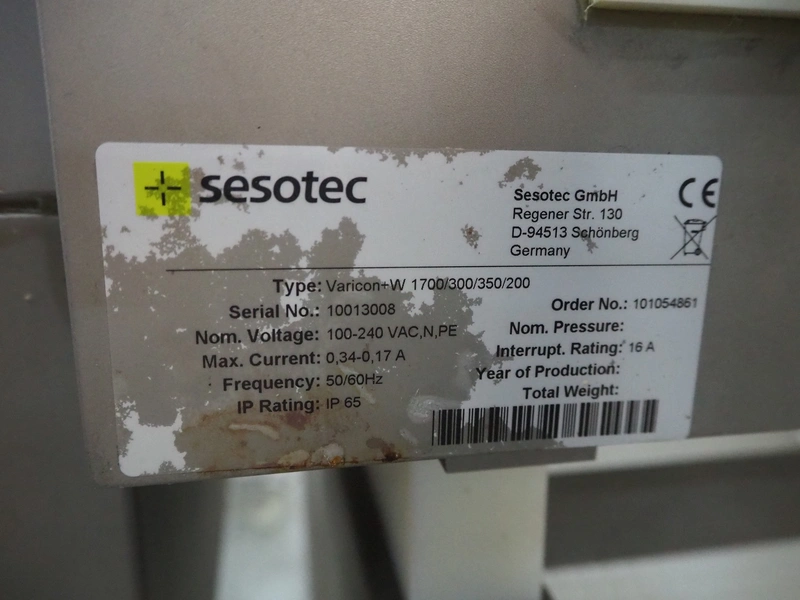 sesotec
Sesotec GmbH
Regener Str. 130
D-94513 Schönberg
Germany
CE
Type: Varicon+W 1700/300/350/200
Serial No.: 10013008
Order No.: 101054861
Nom. Voltage: 100-240 VAC,N,PE
Nom. Pressure:
Max. Current: 0,34-0,17 A
Interrupt. Rating: 16 A
Frequency: 50/60Hz
Year of Production:
IP Rating: IP 65
Total Weight: